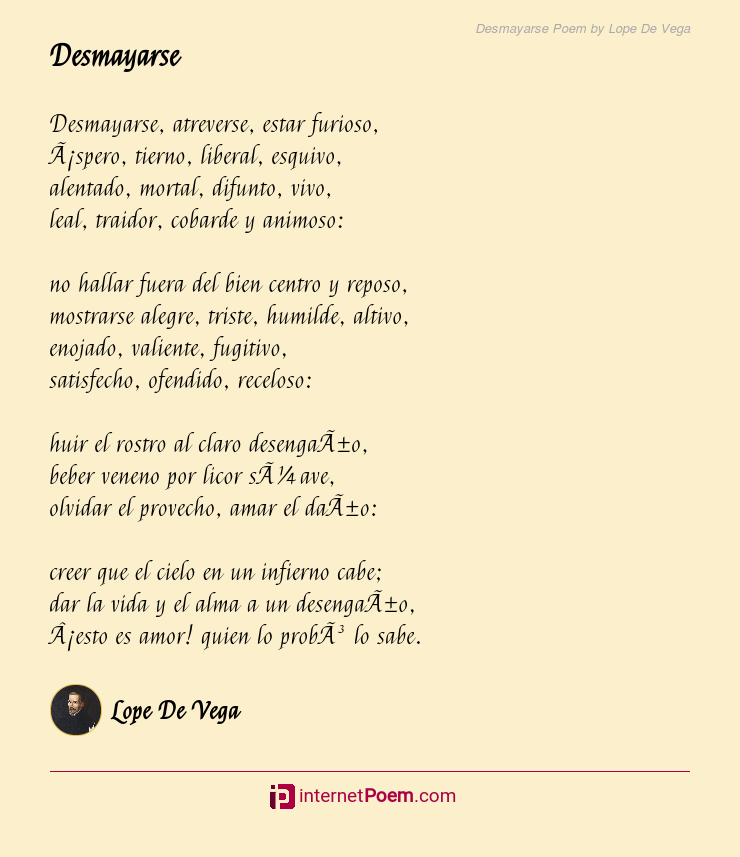 Desmayarse Poem by Lope De Vega
Desmayarse
Desmayarse, atreverse, estar furioso,
Ã¡spero, tierno, liberal, esquivo,
alentado, mortal, difunto, vivo,
leal, traidor, cobarde y animoso:
no hallar fuera del bien centro y reposo,
mostrarse alegre, triste, humilde, altivo,
enojado, valiente, fugitivo,
satisfecho, ofendido, receloso:
huir el rostro al claro desengaÃ±o,
beber veneno por licor sÃ¼ave,
olvidar el provecho, amar el daÃ±o:
creer que el cielo en un infierno cabe;
dar la vida y el alma a un desengaÃ±o,
Â¡esto es amor! quien lo probÃ³ lo sabe.
Lope De Vega
internetPoem.com